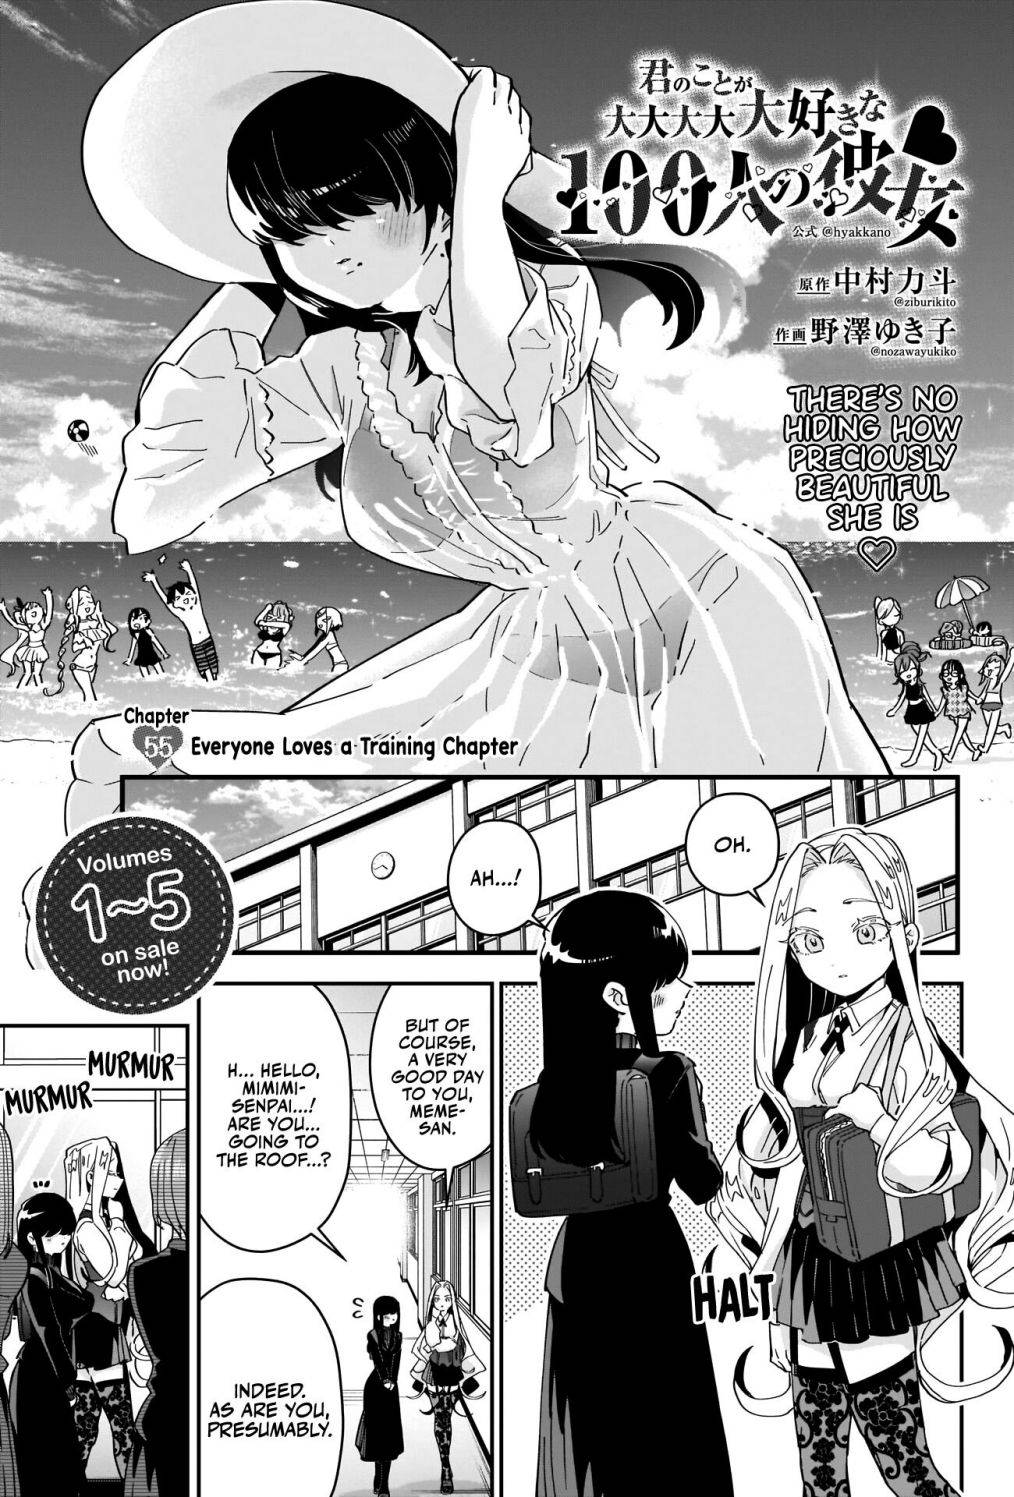 君のことが
大大大大大好きな
100人の彼女
公式 @hyakkano
原作 中村力斗
@ziburikito
作画 野澤ゆき子
@nozawayukiko
THERE'S NO
HIDING HOW
PRECIOUSLY
BEAUTIFUL
SHE IS
♡
Chapter
55 Everyone Loves a Training Chapter
Volumes
1~5
on sale
now!
OH.
AH...!
HALT
BUT OF
COURSE,
A VERY
GOOD DAY
TO YOU,
MEME-
SAN.
H... HELLO,
MIMIMI-
SENPAI...!
ARE YOU...
GOING TO
THE ROOF...?
INDEED.
AS ARE YOU,
PRESUMABLY.
MURMUR
MURMUR